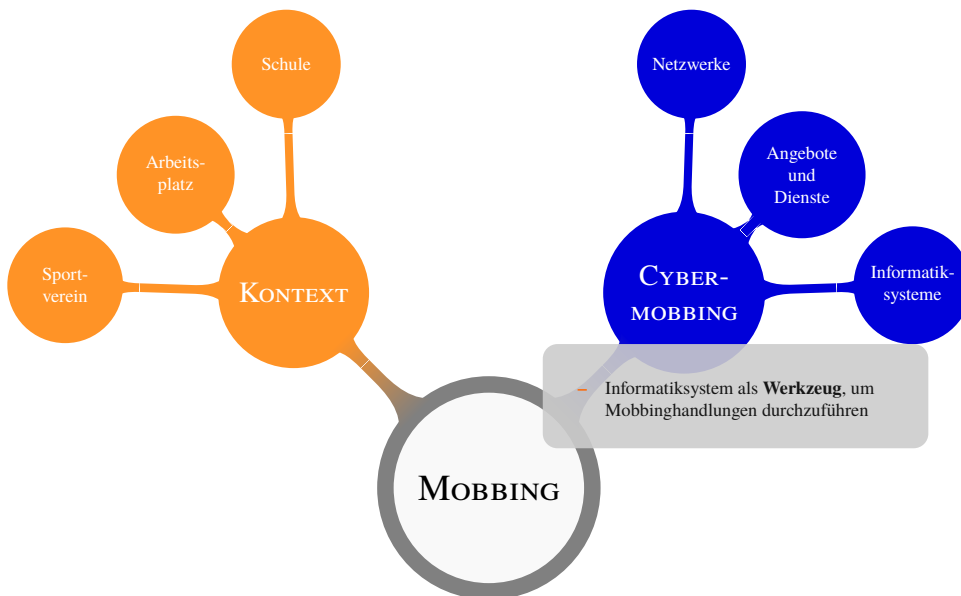 Schule
Netzwerke
Arbeits-
platz
Angebote
und
Dienste
Sport-
verein
KONTEXT
CYBER-
MOBBING
Informatik-
systeme
– Informatiksystem als Werkzeug, um
Mobbinghandlungen durchzuführen
MOBBING